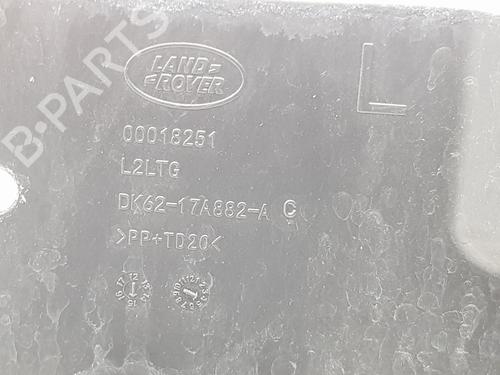 B-PARTS
LAND
ROVER
L
00018251
L2LTG
DK62-17A882-A C
>PP+TD20<